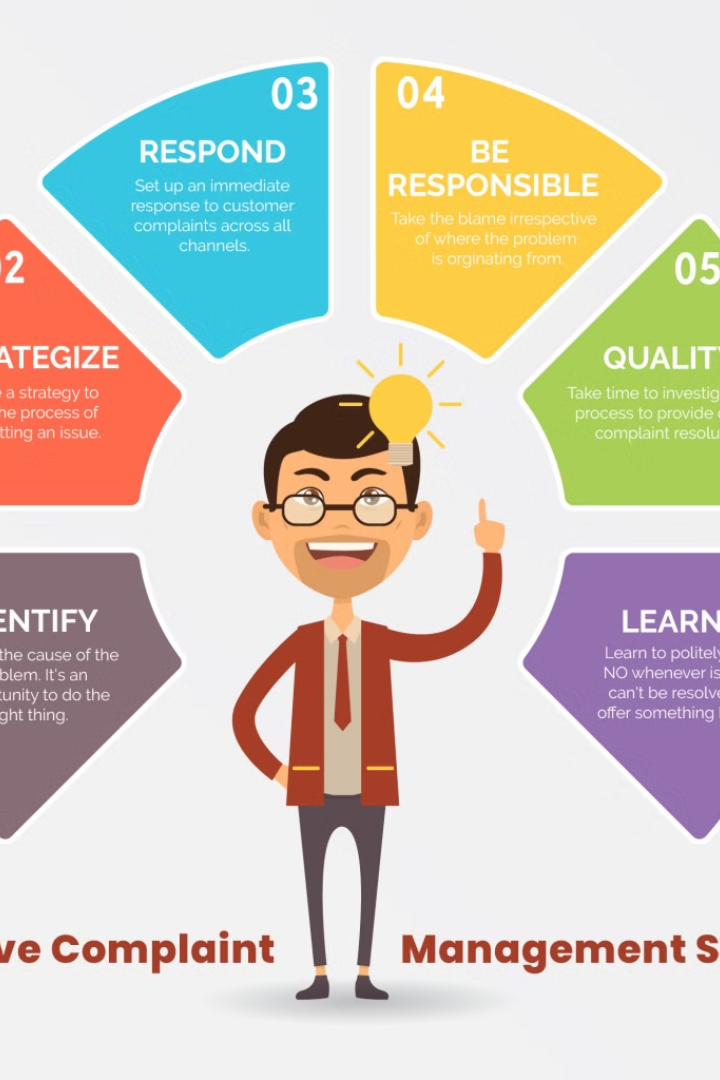 03
RESPOND
Set up an immediate
response to customer
complaints across all
channels.
04
BE
RESPONSIBLE
Take the blame irrespective
of where the problem
is orginating from.
02
ATEGIZE
a strategy to
he process of
tting an issue.
05
QUALITY
Take time to investig
process to provide
complaint resolu
ENTIFY
the cause of the
blem. It's an
tunity to do the
ght thing.
LEARN
Learn to politely
NO whenever is
can't be resolve
offer something
ve Complaint
Management S